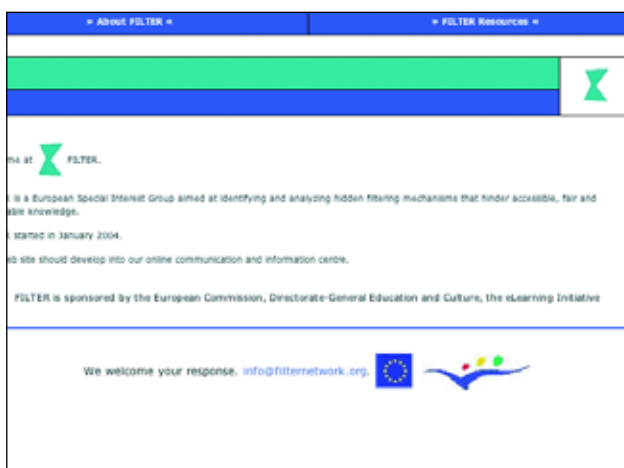 » About FILTER «
» FILTER Resources «
me at FILTER.
R is a European Special Interest Group aimed at identifying and analyzing hidden filtering mechanisms that hinder accessible, fair and
able knowledge.
R started in January 2004.
eb site should develop into our online communication and information centre.
FILTER is sponsored by the European Commission, Directorate-General Education and Culture, the eLearning Initiative
We welcome your response. info@filternetwork.org.